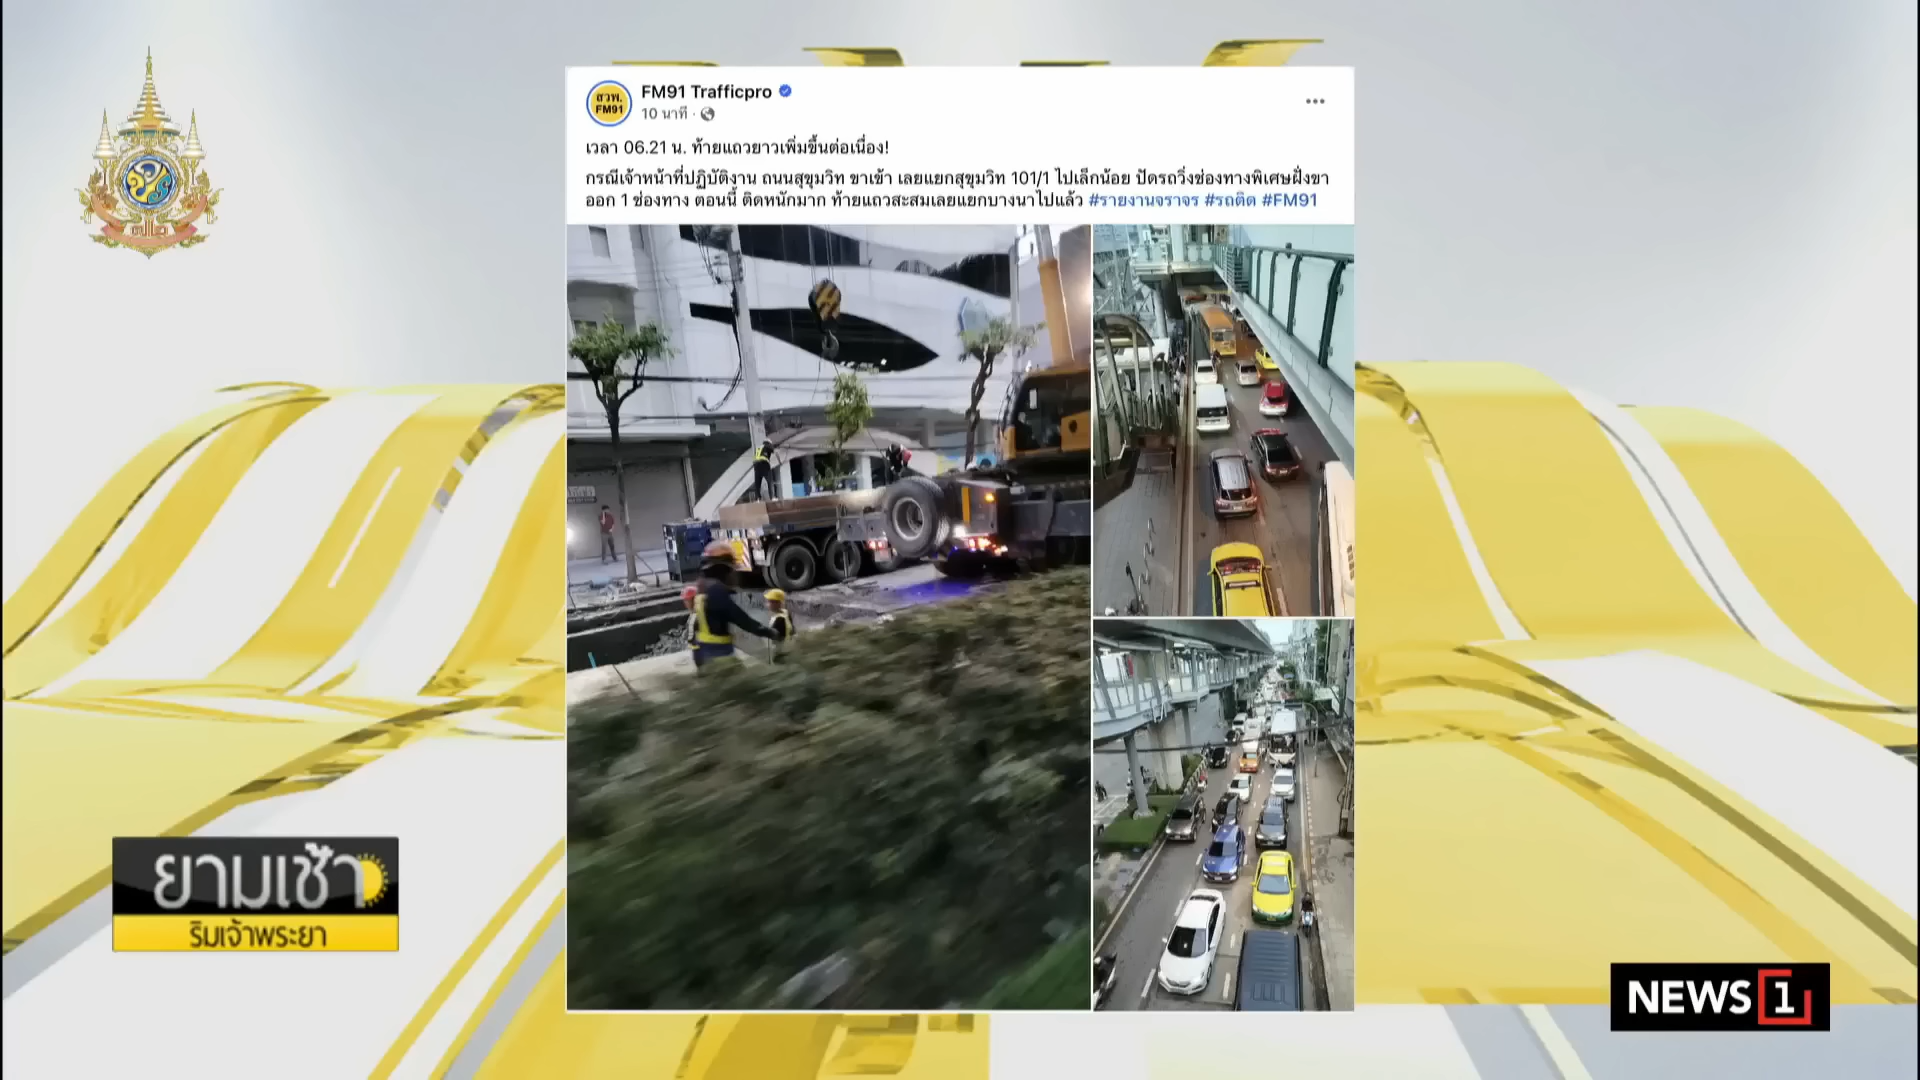 สวพ.
FM91
FM91 Trafficpro
10 นาที ·
เวลา 06.21 น. ท้ายแถวยาวเพิ่มขึ้นต่อเนื่อง!
กรณีเจ้าหน้าที่ปฏิบัติงาน ถนนสุขุมวิท ขาเข้า เลยแยกสุขุมวิท 101/1 ไปเล็กน้อย ปัดรถวิ่งช่องทางพิเศษฝั่งขา
ออก 1 ช่องทาง ตอนนี้ ติดหนักมาก ท้ายแถวสะสมเลยแยกบางนาไปแล้ว #รายงานจราจร #รถติด #FM91
๗๒
ยามเช้า
ริมเจ้าพระยา
NEWS 1